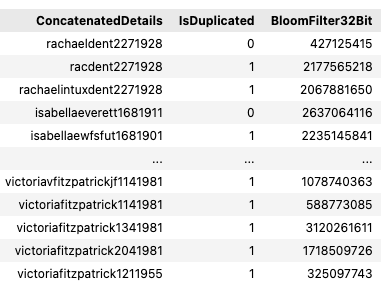 ConcatenatedDetails IsDuplicated BloomFilter32Bit
rachaeldent2271928 0 427125415
racdent2271928 1 2177565218
rachaelintuxdent2271928 1 2067881650
isabellaeverett1681911 0 2637064116
isabellaewfsfut1681901 1 2235145841
... ... ...
victoriavfitzpatrickjf1141981 1 1078740363
victoriafitzpatrick1141981 1 588773085
victoriafitzpatrick1341981 1 3120261611
victoriafitzpatrick2041981 1 1718509726
victoriafitzpatrick1211955 1 325097743